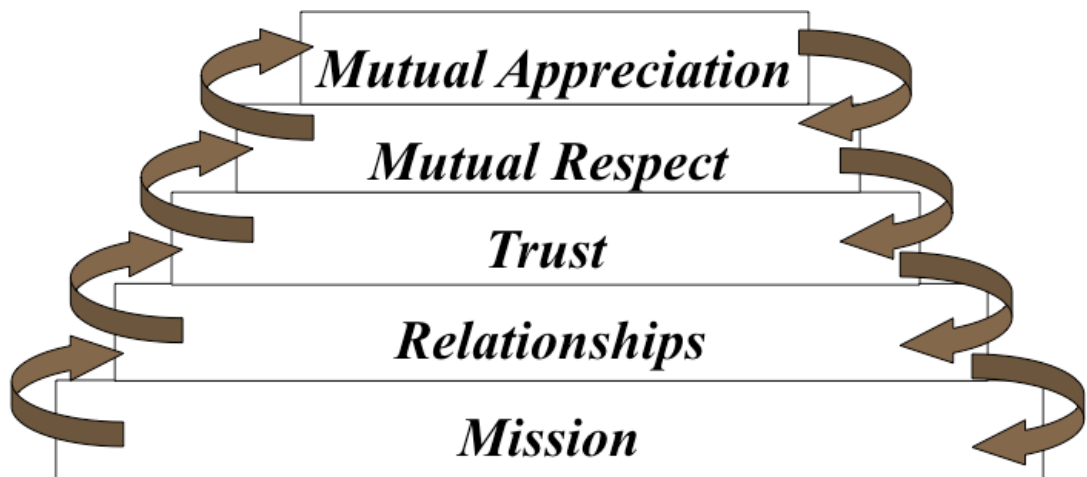 Mutual Appreciation
Mutual Respect
Trust
Relationships
Mission